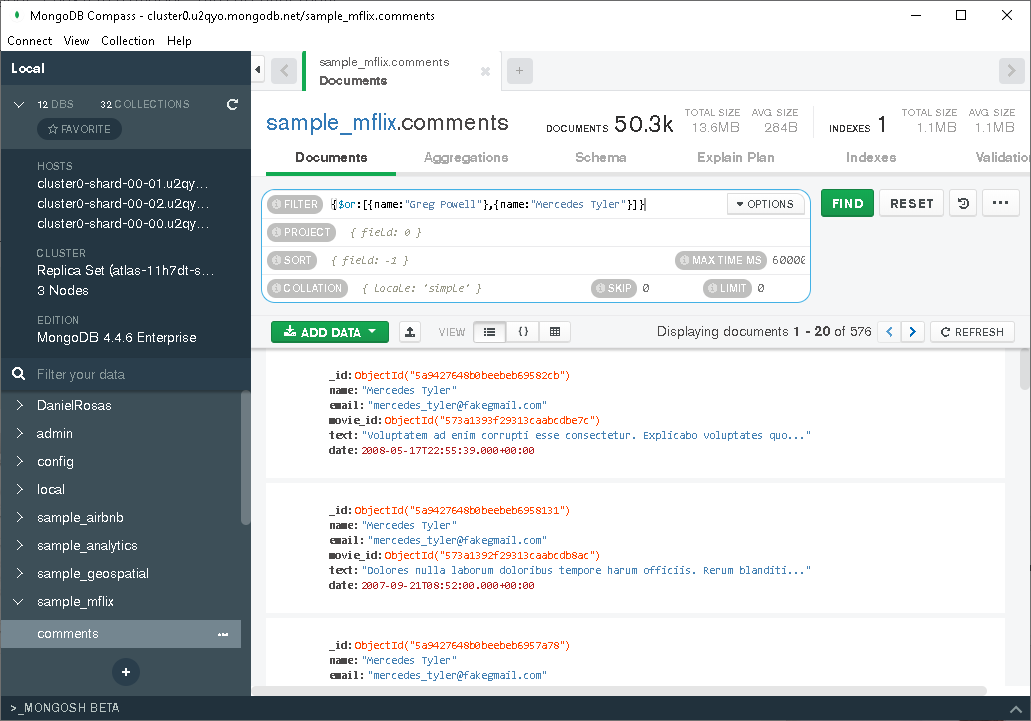 MongoDB Compass - cluster0.u2qyo.mongodb.net/sample_mflix.comments
Connect View Collection Help
Local
12 DBS 32 COLLECTIONS
FAVORITE
HOSTS
cluster0-shard-00-01.u2qy...
cluster0-shard-00-02.u2qy...
cluster0-shard-00-00.u2qy...
CLUSTER
Replica Set (atlas-11h7dt-s...
3 Nodes
EDITION
MongoDB 4.4.6 Enterprise
Filter your data
DanielRosas
admin
config
local
sample_airbnb
sample_analytics
sample_geospatial
sample_mflix
comments
>_MONGOSH BETA
sample_mflix.comments
Documents
sample_mflix.comments
DOCUMENTS 50.3k
TOTAL SIZE 13.6MB
AVG SIZE 284B
INDEXES 1
TOTAL SIZE 1.1MB
AVG SIZE 1.1MB
Documents Aggregations Schema Explain Plan Indexes Validatio
FILTER {$or:[{name:"Greg Powell"},{name:"Mercedes Tyler"}]} OPTIONS
FIND RESET
PROJECT { field: 0 }
SORT { field: -1 } MAX TIME MS 60000
COLLATION { locale: 'simple' } SKIP 0 LIMIT 0
ADD DATA VIEW {} Displaying documents 1 - 20 of 576 REFRESH
_id: ObjectId("5a9427648b0beebeb69582cb")
name: "Mercedes Tyler"
email: "mercedes_tyler@fakegmail.com"
movie_id: ObjectId("573a1393f29313caabcdbe7c")
text: "Voluptatem ad enim corrupti esse consectetur. Explicabo voluptates quo..."
date: 2008-05-17T22:55:39.000+00:00
_id: ObjectId("5a9427648b0beebeb6958131")
name: "Mercedes Tyler"
email: "mercedes_tyler@fakegmail.com"
movie_id: ObjectId("573a1392f29313caabcdb8ac")
text: "Dolores nulla laborum doloribus tempore harum officiis. Rerum blanditi..."
date: 2007-09-21T08:52:00.000+00:00
_id: ObjectId("5a9427648b0beebeb6957a78")
name: "Mercedes Tyler"
email: "mercedes_tyler@fakegmail.com"